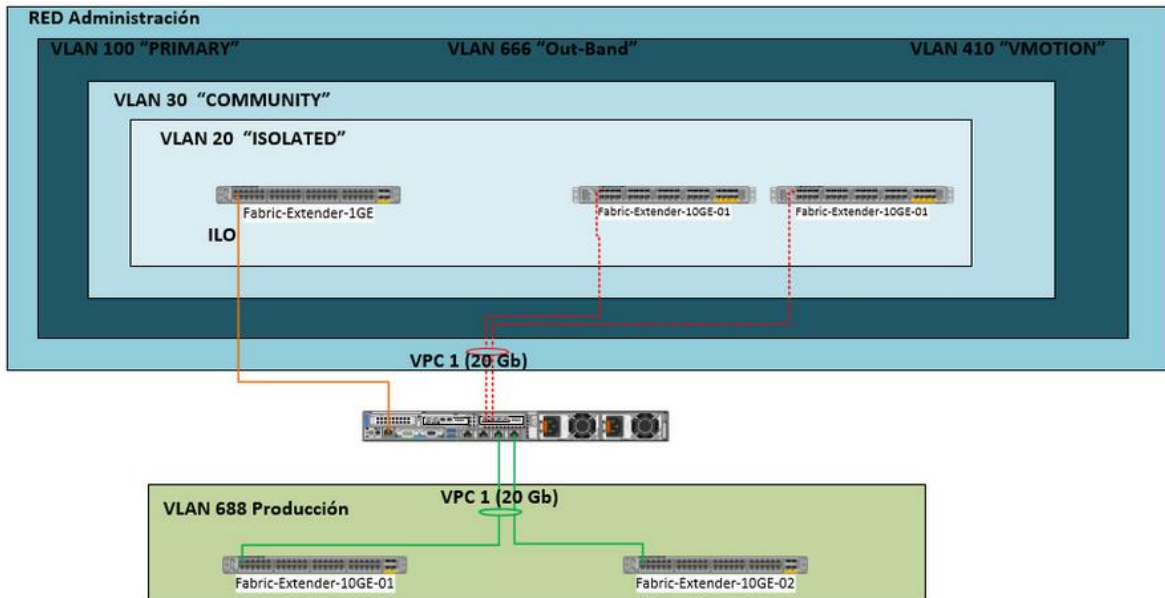 RED Administración
VLAN 100 “PRIMARY” VLAN 666 “Out-Band” VLAN 410 “VMOTION”
VLAN 30 “COMMUNITY”
VLAN 20 “ISOLATED”
Fabric-Extender-1GE Fabric-Extender-10GE-01 Fabric-Extender-10GE-01
ILO
VPC 1 (20 Gb)
VPC 1 (20 Gb)
VLAN 688 Producción
Fabric-Extender-10GE-01 Fabric-Extender-10GE-02